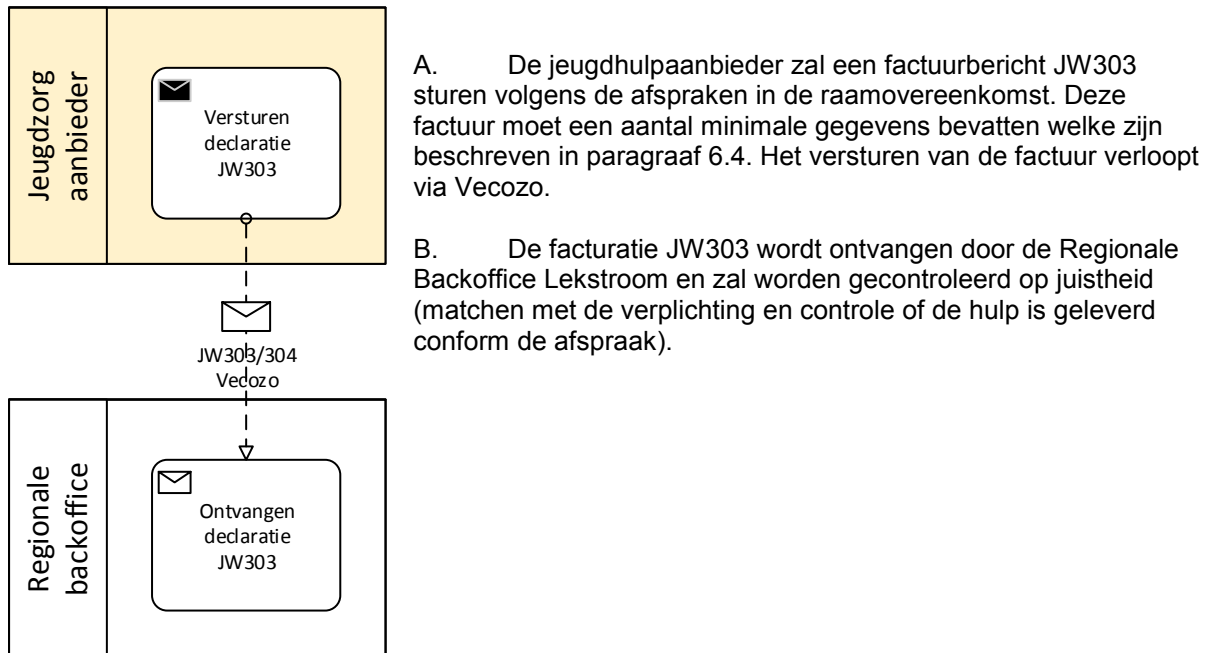 Jeugdzorg
aanbieder
Versturen
declaratie
JW303
JW303/304
Vecozo
Regionale
backoffice
Ontvangen
declaratie
JW303
A. De jeugdhulpaanbieder zal een factuurbericht JW303
sturen volgens de afspraken in de raamovereenkomst. Deze
factuur moet een aantal minimale gegevens bevatten welke zijn
beschreven in paragraaf 6.4. Het versturen van de factuur verloopt
via Vecozo.
B. De facturatie JW303 wordt ontvangen door de Regionale
Backoffice Lekstroom en zal worden gecontroleerd op juistheid
(matchen met de verplichting en controle of de hulp is geleverd
conform de afspraak).